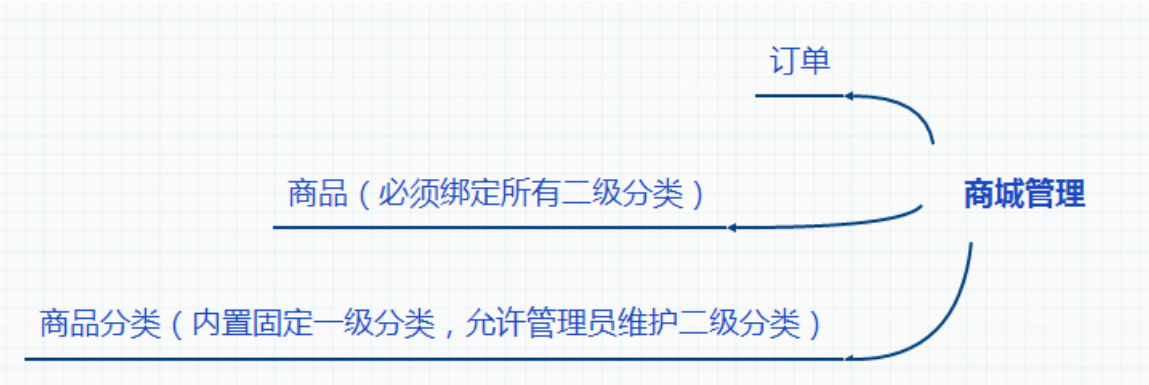 订单
商品（必须绑定所有二级分类）
商城管理
商品分类（内置固定一级分类，允许管理员维护二级分类）